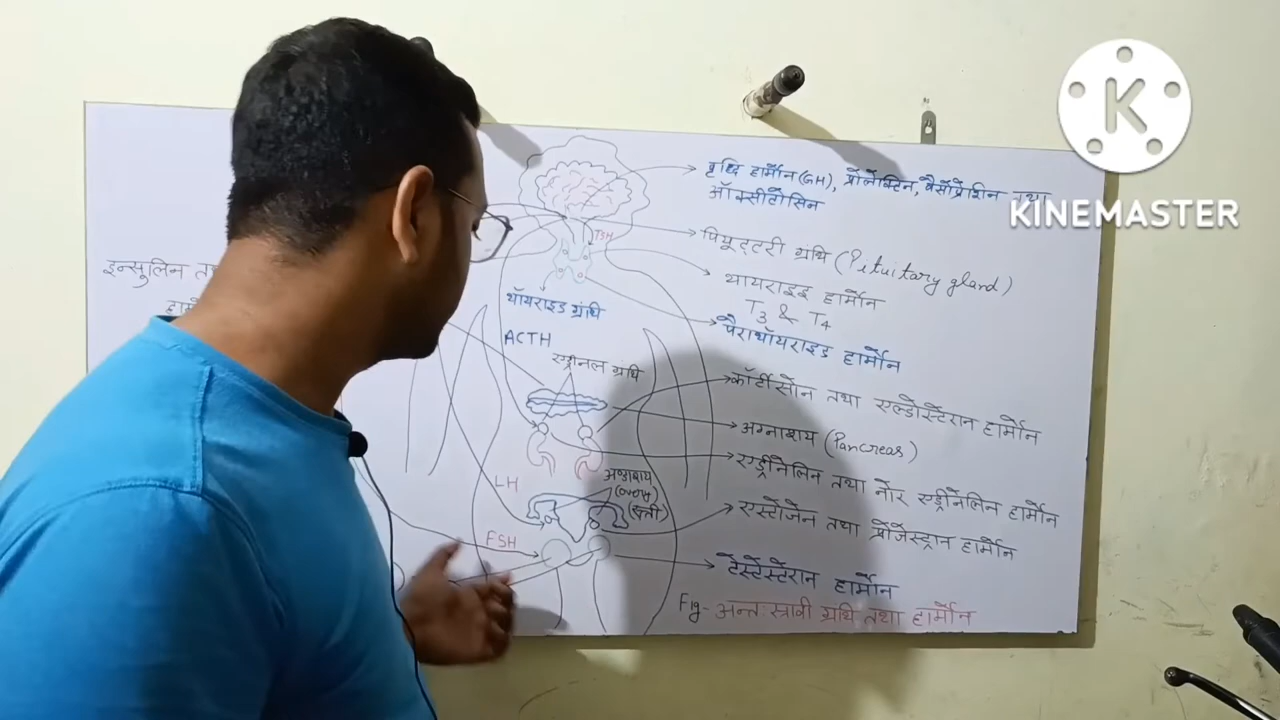 वृद्धि हार्मोन (GH), प्रोलैक्टिन, वैसोप्रेशिन तथा
ऑक्सीटोसिन
KINEMASTER
TSH
पियूट्टरी ग्रंथि (Pituitary gland)
इन्सुलिन
थायराइड हार्मोन
T3 & T4
थॉयराइड ग्रंथि
पैराथॉयराइड हार्मोन
ACTH
एड्रीनल ग्रंथि
कॉर्टीसोन तथा एल्डोस्टेरान हार्मोन
अग्नाशय (Pancreas)
एड्रीनेलिन तथा नोर एड्रीनेलिन हार्मोन
LH
अण्डाशय
(ovary)
(स्त्री)
एस्टोजेन तथा प्रोजेस्ट्रान हार्मोन
FSH
टेस्टेस्टेरान हार्मोन
Fig- अन्तः स्त्रावी ग्रंथि तथा हार्मोन